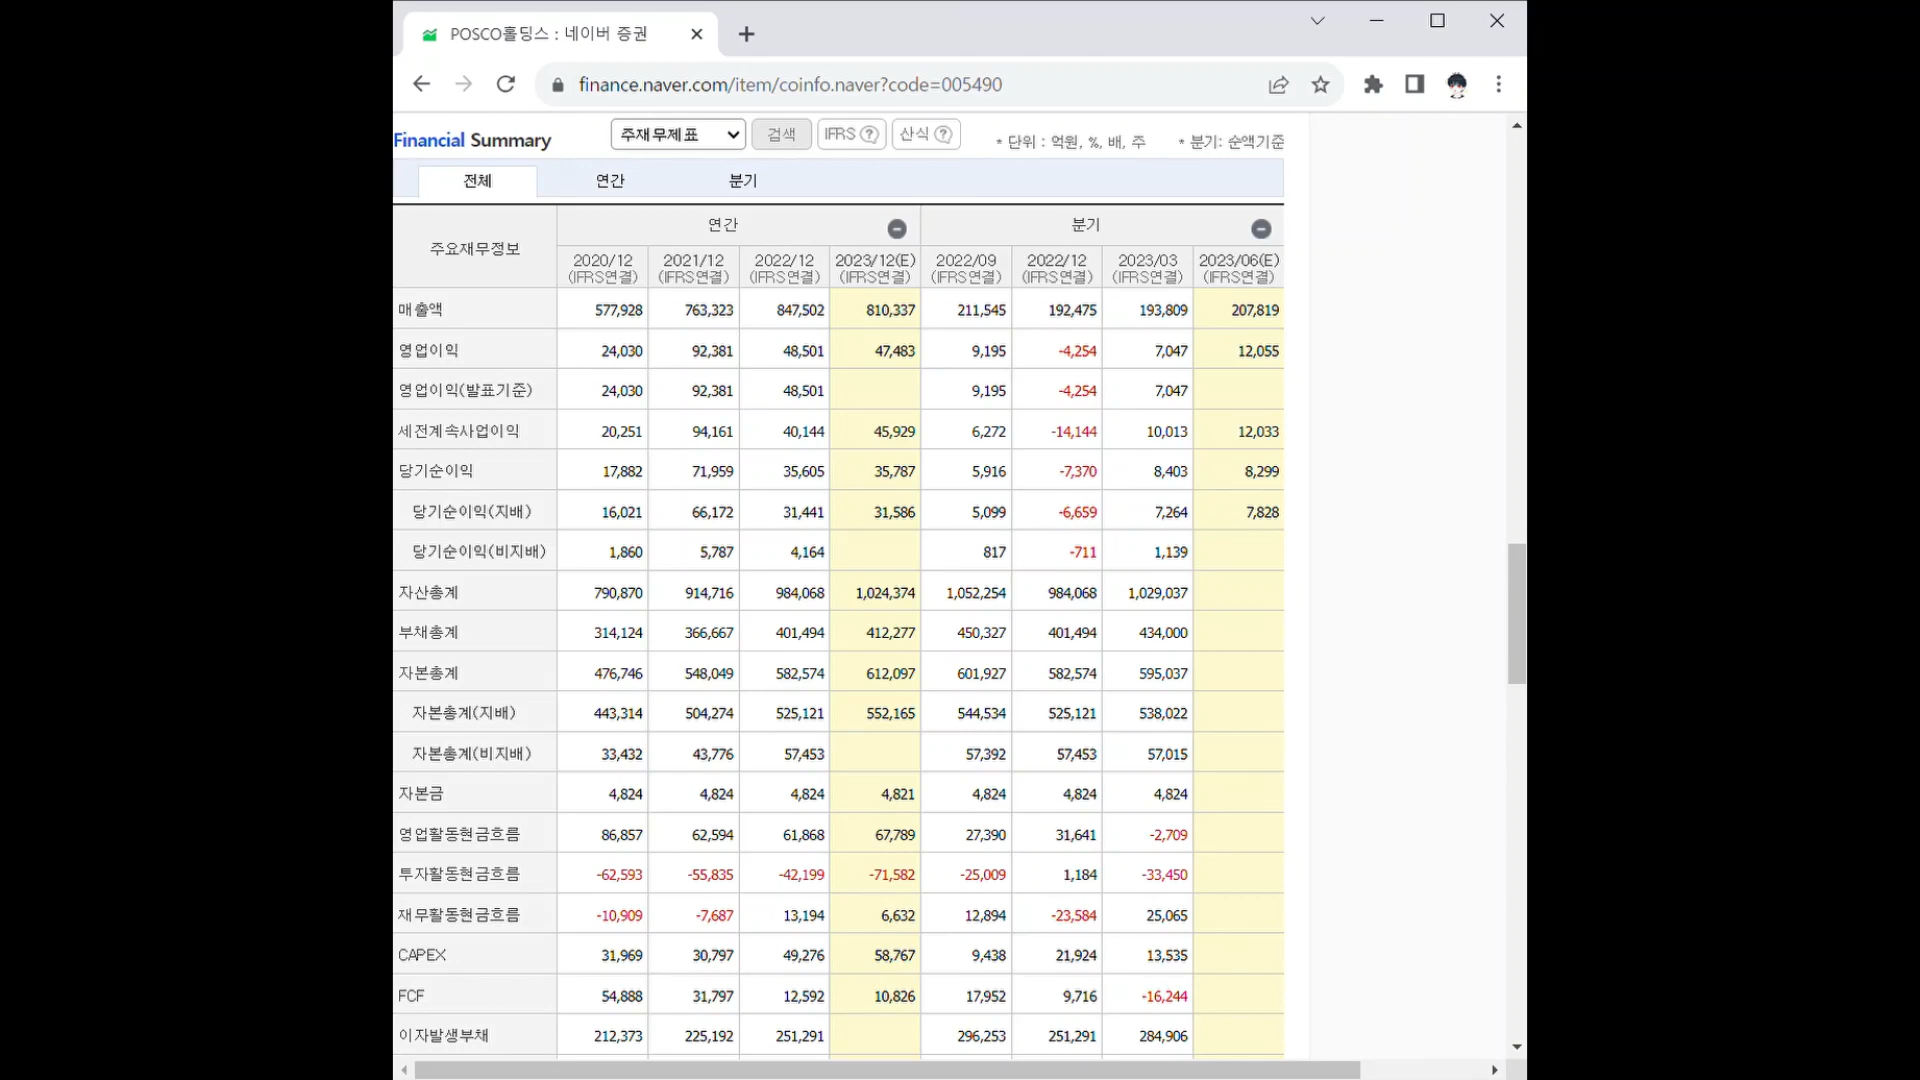 POSCO홀딩스 : 네이버 증권
finance.naver.com/item/coinfo.naver?code=005490
Financial Summary 주재무제표 검색 IFRS ? 산식 ? * 단위 : 억원, %, 배, 주 * 분기: 순액기준
전체 연간 분기
주요재무정보 연간 분기
2020/12 2021/12 2022/12 2023/12(E) 2022/09 2022/12 2023/03 2023/06(E)
(IFRS연결) (IFRS연결) (IFRS연결) (IFRS연결) (IFRS연결) (IFRS연결) (IFRS연결) (IFRS연결)
매출액 577,928 763,323 847,502 810,337 211,545 192,475 193,809 207,819
영업이익 24,030 92,381 48,501 47,483 9,195 -4,254 7,047 12,055
영업이익(발표기준) 24,030 92,381 48,501 9,195 -4,254 7,047
세전계속사업이익 20,251 94,161 40,144 45,929 6,272 -14,144 10,013 12,033
당기순이익 17,882 71,959 35,605 35,787 5,916 -7,370 8,403 8,299
당기순이익(지배) 16,021 66,172 31,441 31,586 5,099 -6,659 7,264 7,828
당기순이익(비지배) 1,860 5,787 4,164 817 -711 1,139
자산총계 790,870 914,716 984,068 1,024,374 1,052,254 984,068 1,029,037
부채총계 314,124 366,667 401,494 412,277 450,327 401,494 434,000
자본총계 476,746 548,049 582,574 612,097 601,927 582,574 595,037
자본총계(지배) 443,314 504,274 525,121 552,165 544,534 525,121 538,022
자본총계(비지배) 33,432 43,776 57,453 57,392 57,453 57,015
자본금 4,824 4,824 4,824 4,821 4,824 4,824 4,824
영업활동현금흐름 86,857 62,594 61,868 67,789 27,390 31,641 -2,709
투자활동현금흐름 -62,593 -55,835 -42,199 -71,582 -25,009 1,184 -33,450
재무활동현금흐름 -10,909 -7,687 13,194 6,632 12,894 -23,584 25,065
CAPEX 31,969 30,797 49,276 58,767 9,438 21,924 13,535
FCF 54,888 31,797 12,592 10,826 17,952 9,716 -16,244
이자발생부채 212,373 225,192 251,291 296,253 251,291 284,906